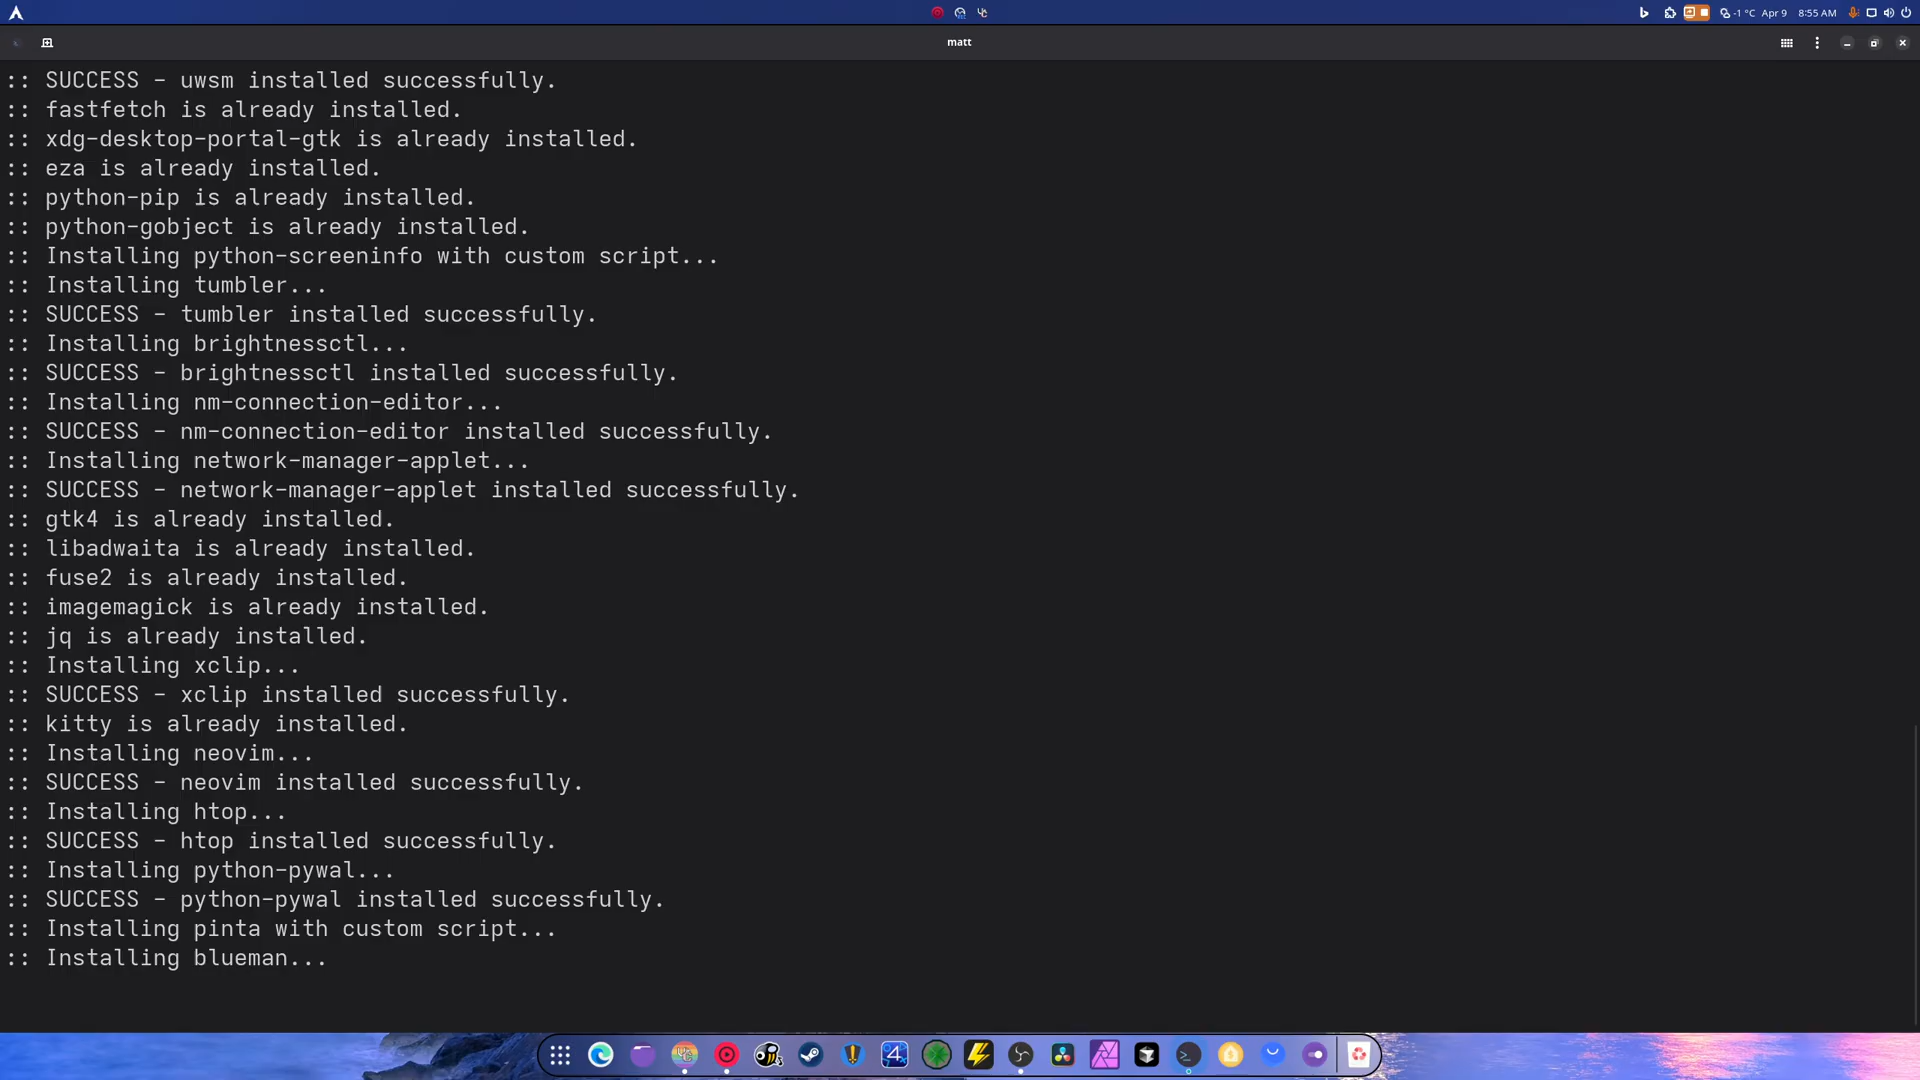 -1 °C Apr 9 8:55 AM
matt
:: SUCCESS - uwsm installed successfully.
:: fastfetch is already installed.
:: xdg-desktop-portal-gtk is already installed.
:: eza is already installed.
:: python-pip is already installed.
:: python-gobject is already installed.
:: Installing python-screeninfo with custom script...
:: Installing tumbler...
:: SUCCESS - tumbler installed successfully.
:: Installing brightnessctl...
:: SUCCESS - brightnessctl installed successfully.
:: Installing nm-connection-editor...
:: SUCCESS - nm-connection-editor installed successfully.
:: Installing network-manager-applet...
:: SUCCESS - network-manager-applet installed successfully.
:: gtk4 is already installed.
:: libadwaita is already installed.
:: fuse2 is already installed.
:: imagemagick is already installed.
:: jq is already installed.
:: Installing xclip...
:: SUCCESS - xclip installed successfully.
:: kitty is already installed.
:: Installing neovim...
:: SUCCESS - neovim installed successfully.
:: Installing htop...
:: SUCCESS - htop installed successfully.
:: Installing python-pywal...
:: SUCCESS - python-pywal installed successfully.
:: Installing pinta with custom script...
:: Installing blueman...